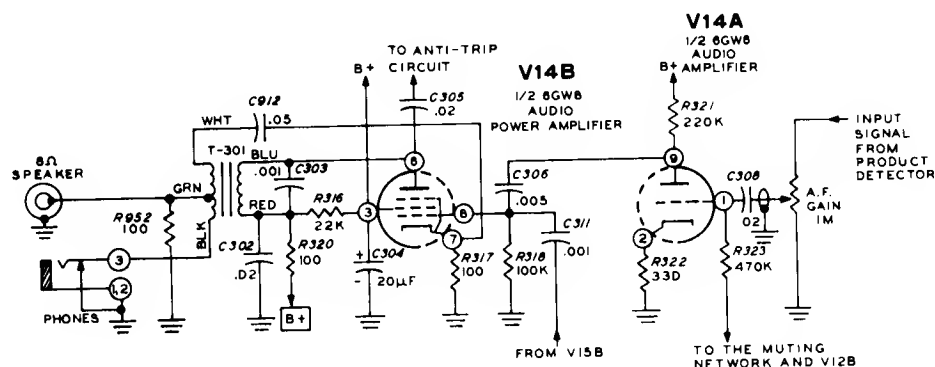 V14A
1/2 6GW8
AUDIO
AMPLIFIER
B+
TO ANTI-TRIP
CIRCUIT
B+
V14B
1/2 6GW8
AUDIO
POWER AMPLIFIER
C305
.02
R321
220K
INPUT
SIGNAL
FROM
PRODUCT
DETECTOR
C912
.05
WHT
T-301
BLU
.001
C303
6
9
C306
.005
8Ω
SPEAKER
GRN
RED
R316
22K
3
8
7
C308
.02
1
A.F.
GAIN
1M
R952
100
BLK
C302
.02
R320
100
C304
+
-
20µF
R317
100
R318
100K
C311
.001
2
R322
330
R323
470K
3
1,2
PHONES
B+
FROM V15B
TO THE MUTING
NETWORK AND V12B